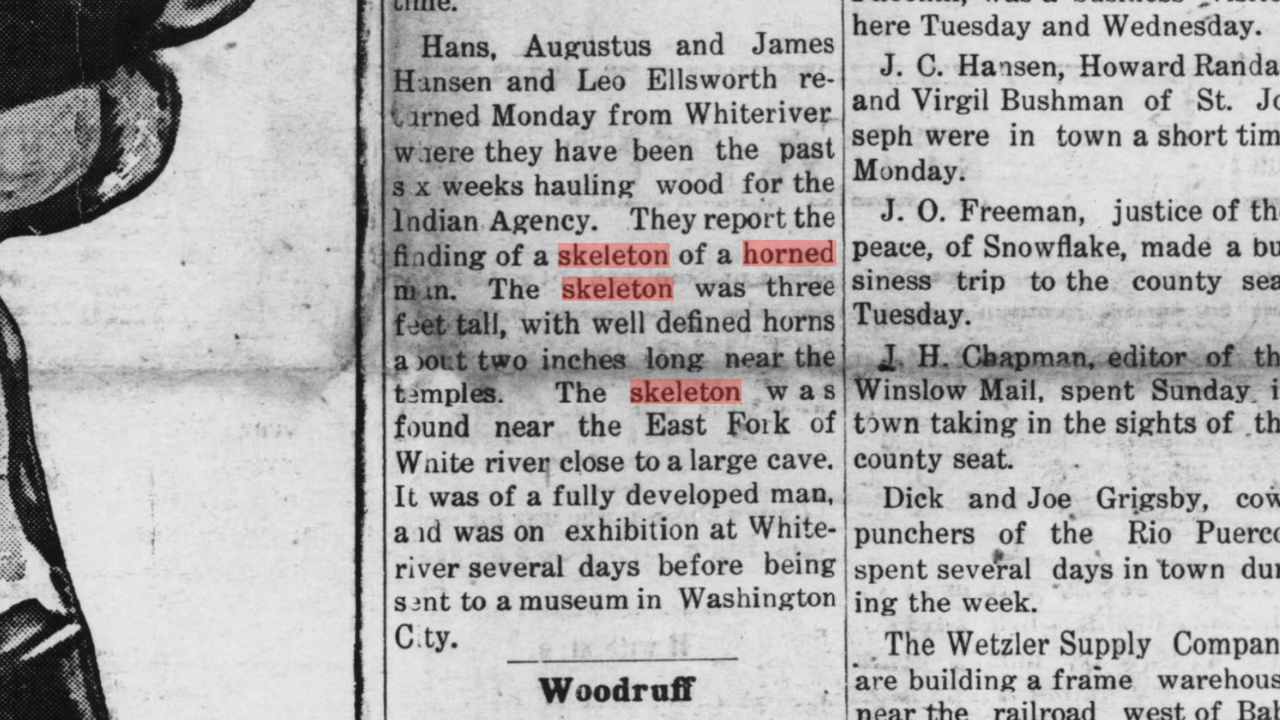 time.
Hans, Augustus and James
Hansen and Leo Ellsworth re-
turned Monday from Whiteriver
where they have been the past
s x weeks hauling wood for the
Indian Agency. They report the
finding of a skeleton of a horned
man. The skeleton was three
feet tall, with well defined horns
about two inches long near the
temples. The skeleton was
found near the East Fork of
White river close to a large cave.
It was of a fully developed man,
and was on exhibition at White-
river several days before being
sent to a museum in Washington
City.
Woodruff
was a business
here Tuesday and Wednesday.
J. C. Hansen, Howard Randa
and Virgil Bushman of St. Jo
seph were in town a short tim
Monday.
J. O. Freeman, justice of th
peace, of Snowflake, made a bu
siness trip to the county sea
Tuesday.
J. H. Chapman, editor of th
Winslow Mail, spent Sunday i
town taking in the sights of th
county seat.
Dick and Joe Grigsby, cow
punchers of the Rio Puerco
spent several days in town dur
ing the week.
The Wetzler Supply Compan
are building a frame warehous
near the railroad west of Bab